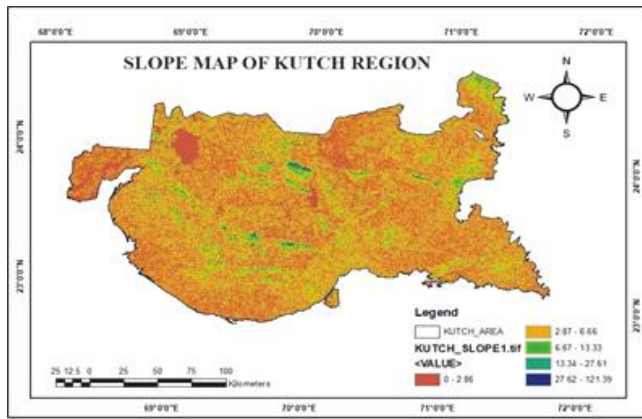 68°0'0"E 69°0'0"E 70°0'0"E 71°0'0"E 72°0'0"E
SLOPE MAP OF KUTCH REGION
N
W E
S
24°0'0"N 24°0'0"N
23°0'0"N 23°0'0"N
Legend
KUTCH_AREA
KUTCH_SLOPE1.tif
<VALUE>
0 - 2.86
2.87 - 6.66
6.67 - 13.33
13.34 - 27.61
27.62 - 121.39
25 12.5 0 25 50 75 100
Kilometers
69°0'0"E 70°0'0"E 71°0'0"E 72°0'0"E